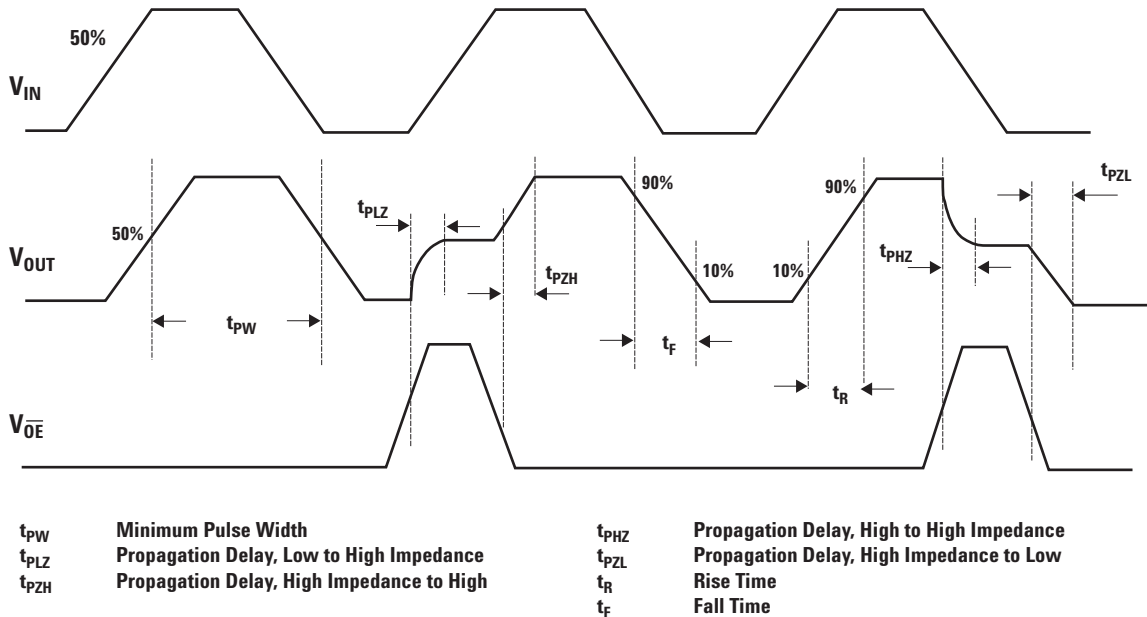 50%
VIN
tPZL
90%
90%
tPLZ
50%
tPHZ
VOUT
10%
10%
tPZH
tPW
tF
tR
VOE
tPW Minimum Pulse Width
tPLZ Propagation Delay, Low to High Impedance
tPZH Propagation Delay, High Impedance to High
tPHZ Propagation Delay, High to High Impedance
tPZL Propagation Delay, High Impedance to Low
tR Rise Time
tF Fall Time